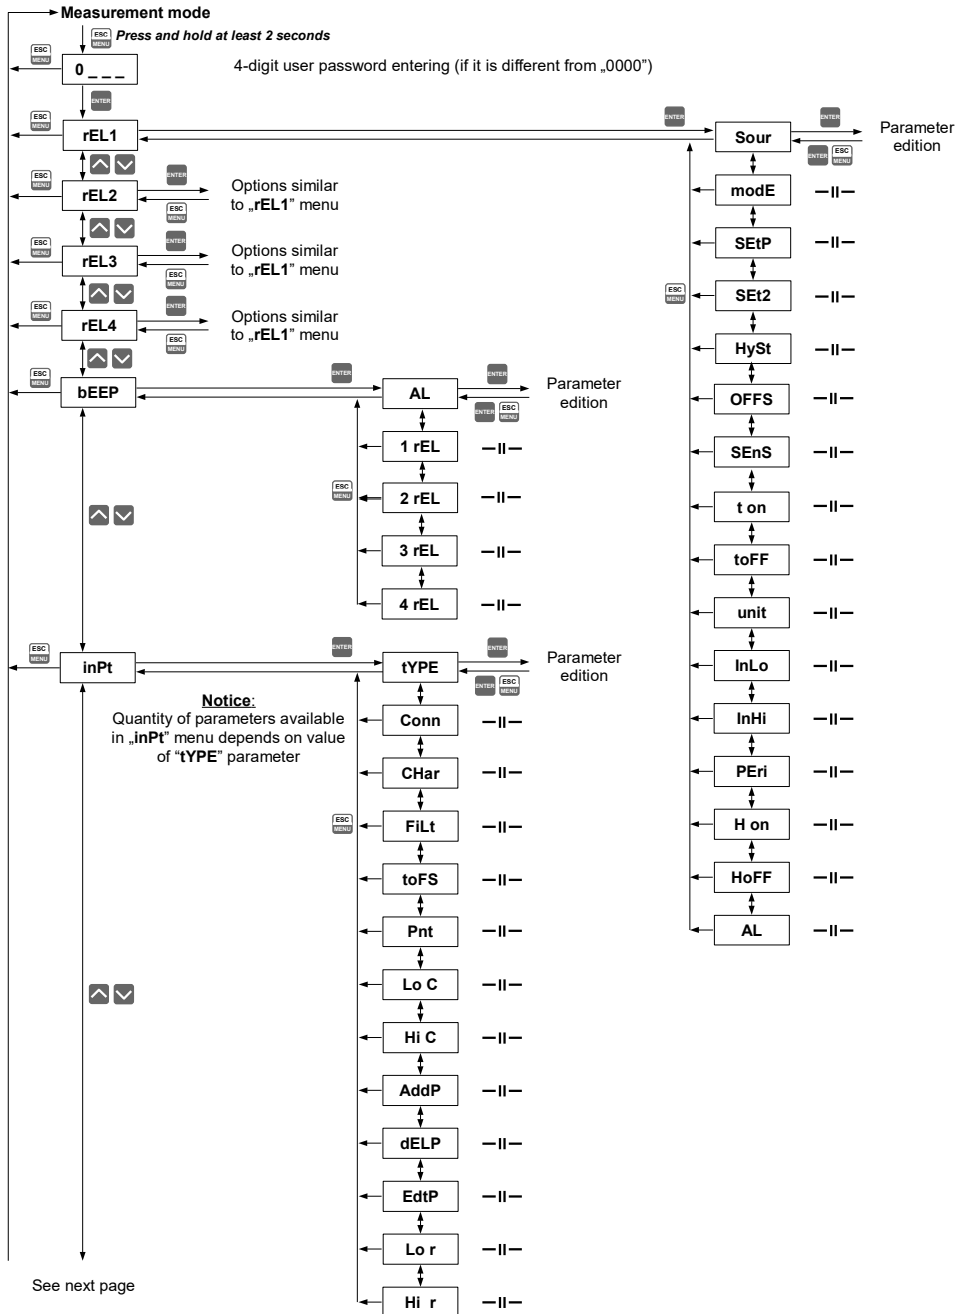 Measurement mode
ESC MENU Press and hold at least 2 seconds
ESC MENU
0 _ _ _
4-digit user password entering (if it is different from „0000”)
ENTER
ESC MENU
rEL1
ENTER
Sour
ENTER
ENTER ESC MENU
Parameter
edition
modE
–II–
ESC MENU
rEL2
ENTER
ESC MENU
Options similar
to „rEL1” menu
SEtP
–II–
ESC MENU
rEL3
ENTER
ESC MENU
Options similar
to „rEL1” menu
ESC MENU
SEt2
–II–
ESC MENU
rEL4
ENTER
ESC MENU
Options similar
to „rEL1” menu
HySt
–II–
ESC MENU
bEEP
ENTER
AL
ENTER
ENTER ESC MENU
Parameter
edition
OFFS
–II–
1 rEL
–II–
SEnS
–II–
ESC MENU
2 rEL
–II–
t on
–II–
3 rEL
–II–
toFF
–II–
4 rEL
–II–
unit
–II–
ESC MENU
inPt
ENTER
tYPE
ENTER
ENTER ESC MENU
Parameter
edition
InLo
–II–
Notice:
Quantity of parameters available
in „inPt” menu depends on value
of “tYPE” parameter
Conn
–II–
InHi
–II–
CHar
–II–
PEri
–II–
ESC MENU
FiLt
–II–
H on
–II–
toFS
–II–
HoFF
–II–
Pnt
–II–
AL
–II–
Lo C
–II–
Hi C
–II–
AddP
–II–
dELP
–II–
EdtP
–II–
Lo r
–II–
See next page
Hi r
–II–